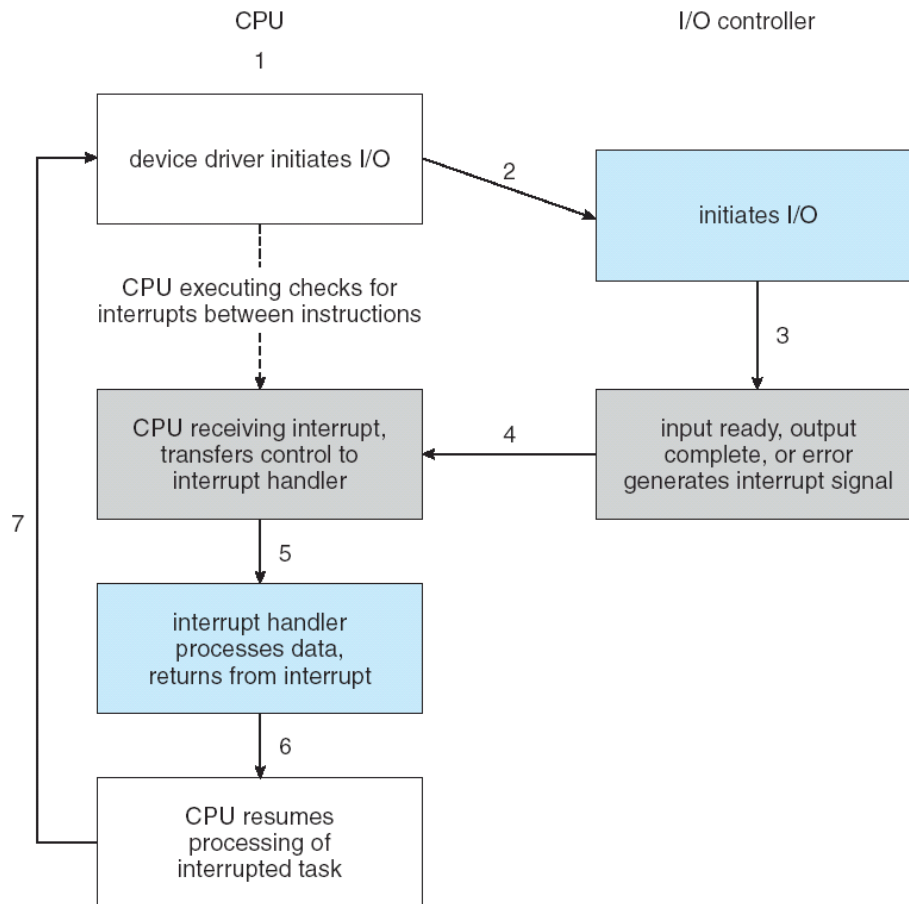 CPU
I/O controller
1
device driver initiates I/O
2
initiates I/O
CPU executing checks for
interrupts between instructions
3
CPU receiving interrupt,
transfers control to
interrupt handler
4
input ready, output
complete, or error
generates interrupt signal
7
5
interrupt handler
processes data,
returns from interrupt
6
CPU resumes
processing of
interrupted task